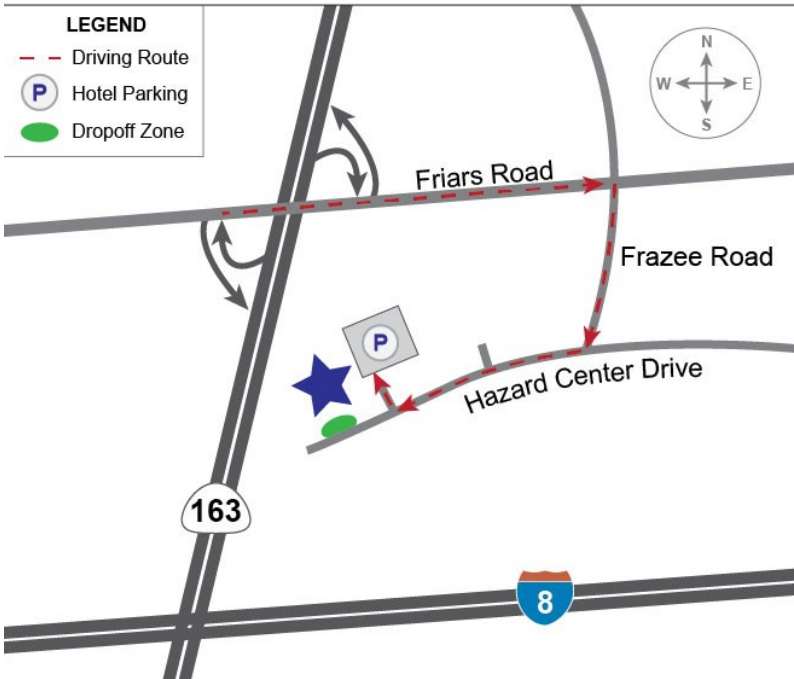 LEGEND
Driving Route
P Hotel Parking
Dropoff Zone
N
W E
S
Friars Road
Frazee Road
P
Hazard Center Drive
163
8